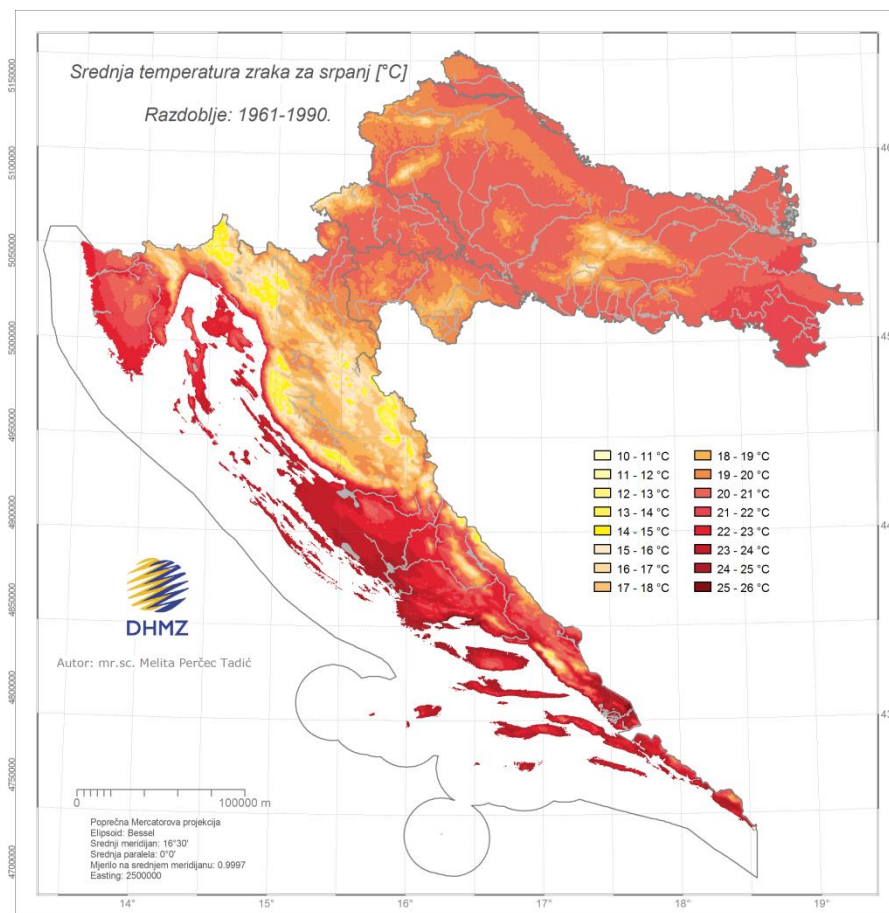 Srednja temperatura zraka za srpanj [°C]
Razdoblje: 1961-1990.
10 - 11 °C
11 - 12 °C
12 - 13 °C
13 - 14 °C
14 - 15 °C
15 - 16 °C
16 - 17 °C
17 - 18 °C
18 - 19 °C
19 - 20 °C
20 - 21 °C
21 - 22 °C
22 - 23 °C
23 - 24 °C
24 - 25 °C
25 - 26 °C
DHMZ
Autor: mr.sc. Melita Perčec Tadić
0 100000 m
Poprečna Mercatorova projekcija
Elipsoid: Bessel
Srednji meridijan: 16°30'
Srednja paralela: 0°0'
Mjerilo na srednjem meridijanu: 0.9997
Easting: 2500000
5150000
5100000
5050000
5000000
4950000
4900000
4850000
4800000
4750000
4700000
14° 15° 16° 17° 18° 19°